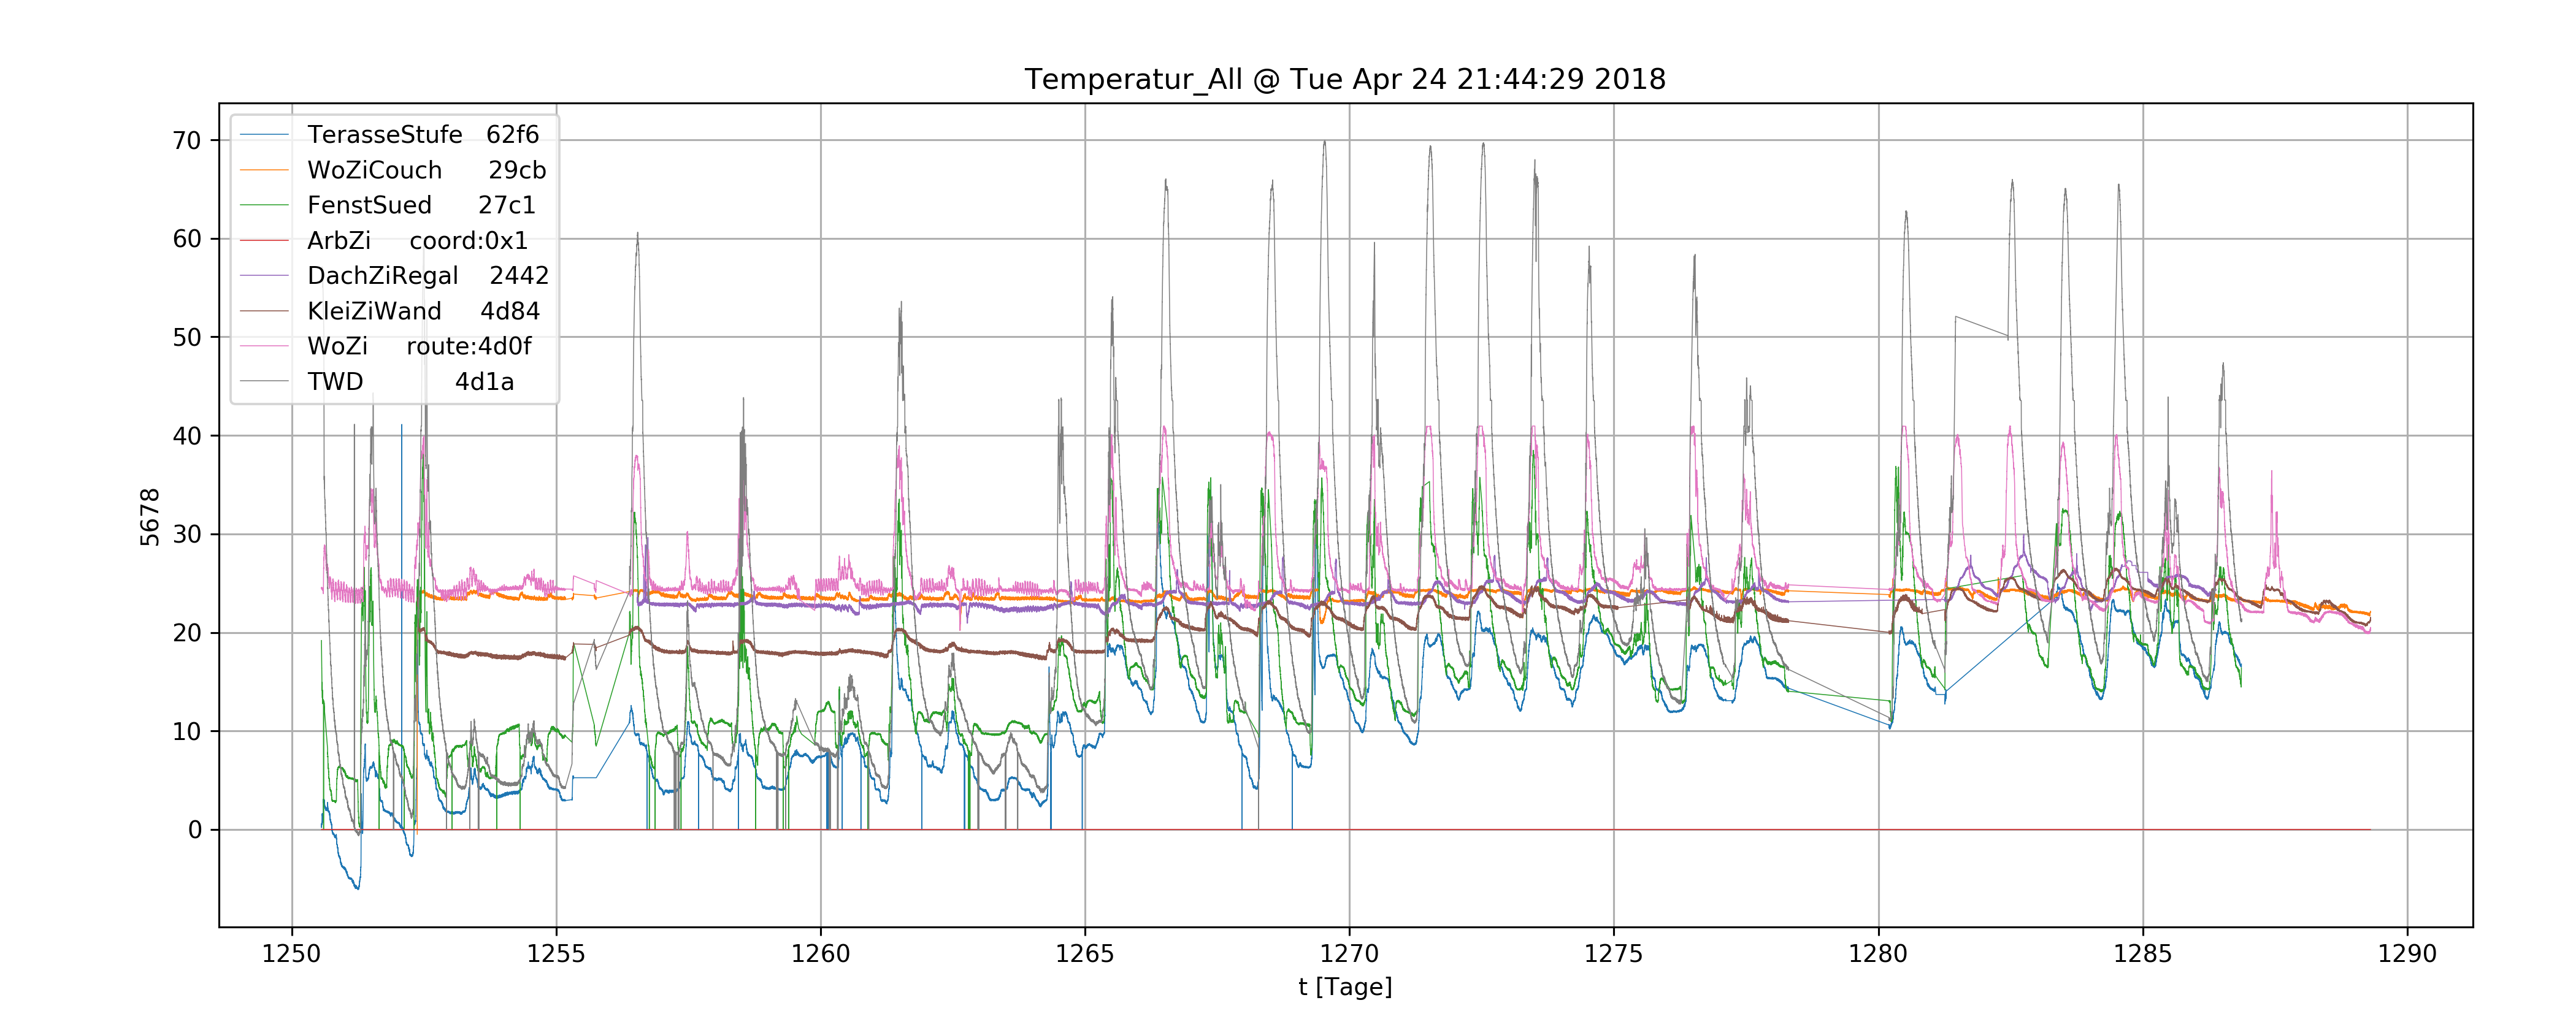 Temperatur_All @ Tue Apr 24 21:44:29 2018
TerasseStufe 62f6
WoZiCouch 29cb
FenstSued 27c1
ArbZi coord:0x1
DachZiRegal 2442
KleiZiWand 4d84
WoZi route:4d0f
TWD 4d1a
70
60
50
40
30
20
10
0
5678
1250 1255 1260 1265 1270 1275 1280 1285 1290
t [Tage]